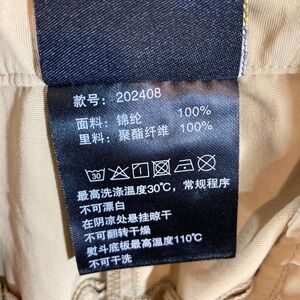 款号：202408
面料：锦纶 100%
里料：聚酯纤维 100%
30
最高洗涤温度30℃，常规程序
不可漂白
在阴凉处悬挂晾干
不可翻转干燥
熨斗底板最高温度110℃
不可干洗